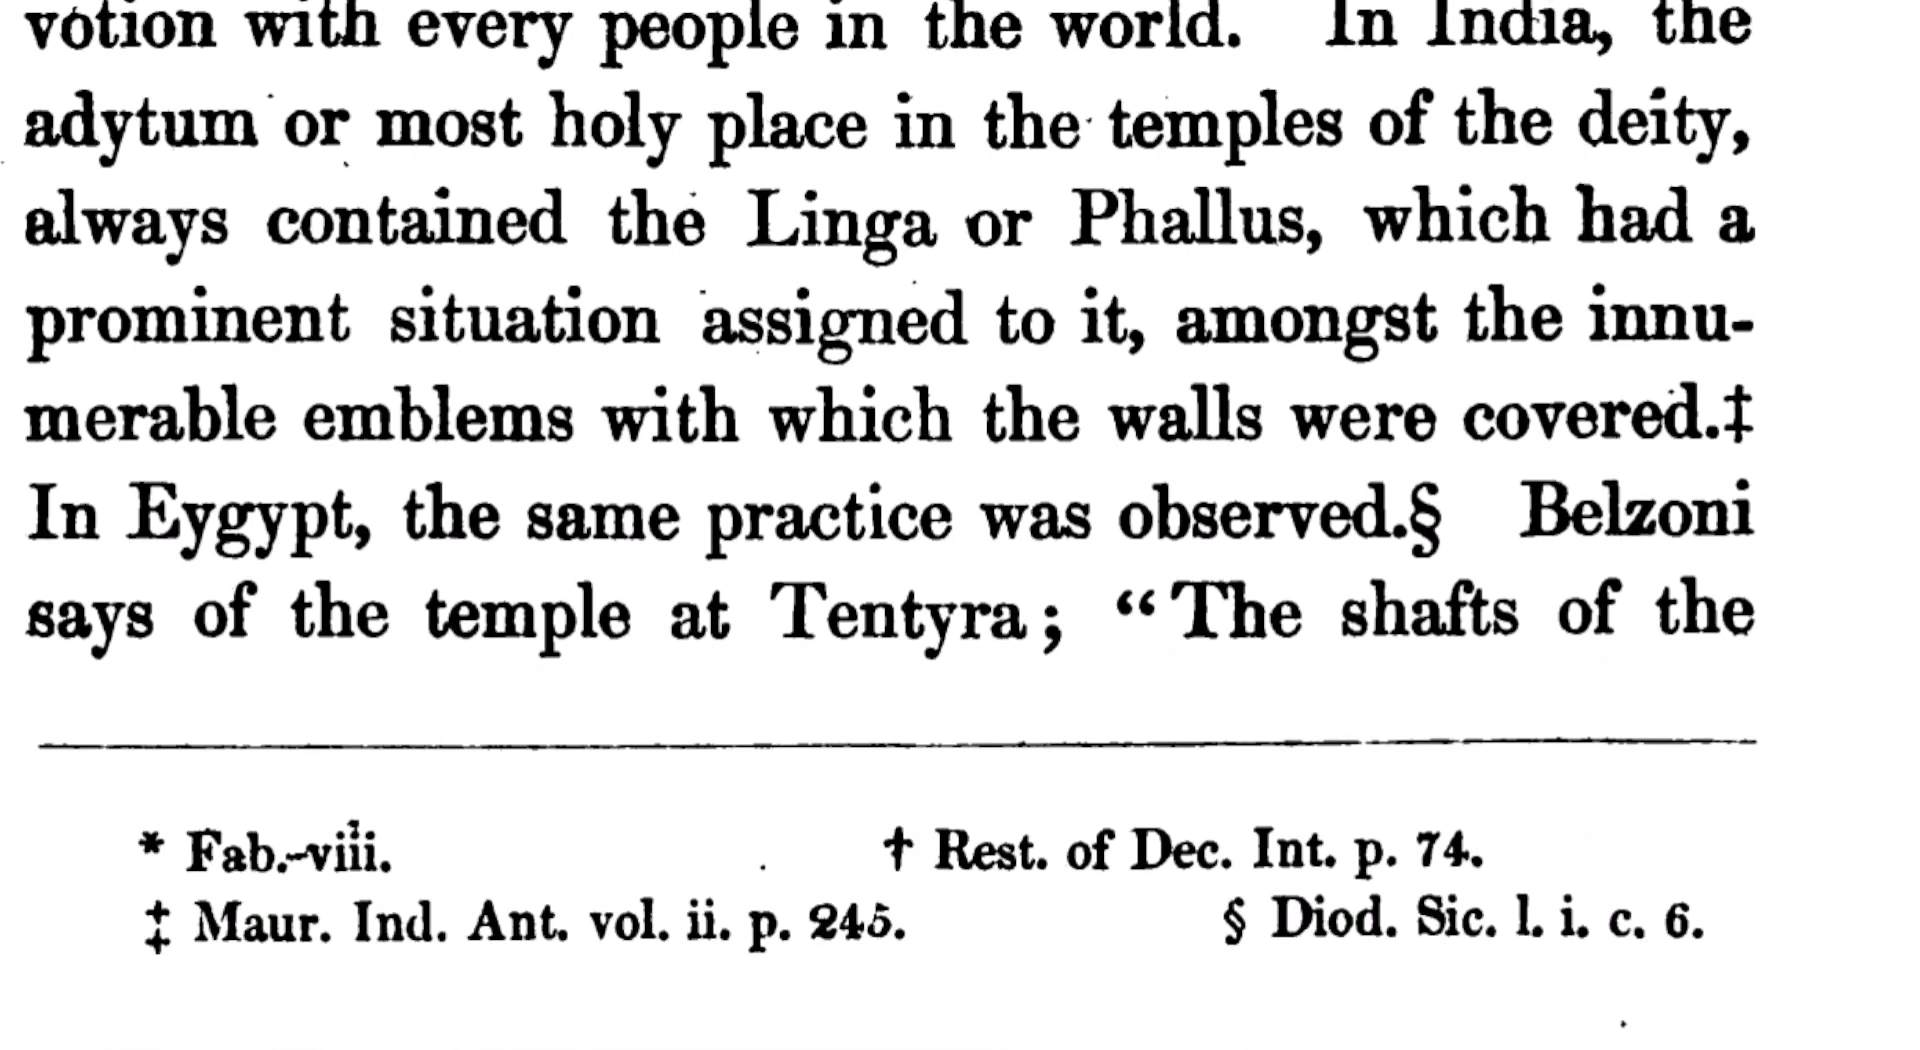 votion with every people in the world. In India, the
adytum or most holy place in the temples of the deity,
always contained the Linga or Phallus, which had a
prominent situation assigned to it, amongst the innu-
merable emblems with which the walls were covered.‡
In Eygypt, the same practice was observed.§ Belzoni
says of the temple at Tentyra; “The shafts of the
* Fab.-viii. † Rest. of Dec. Int. p. 74.
‡ Maur. Ind. Ant. vol. ii. p. 245. § Diod. Sic. l. i. c. 6.